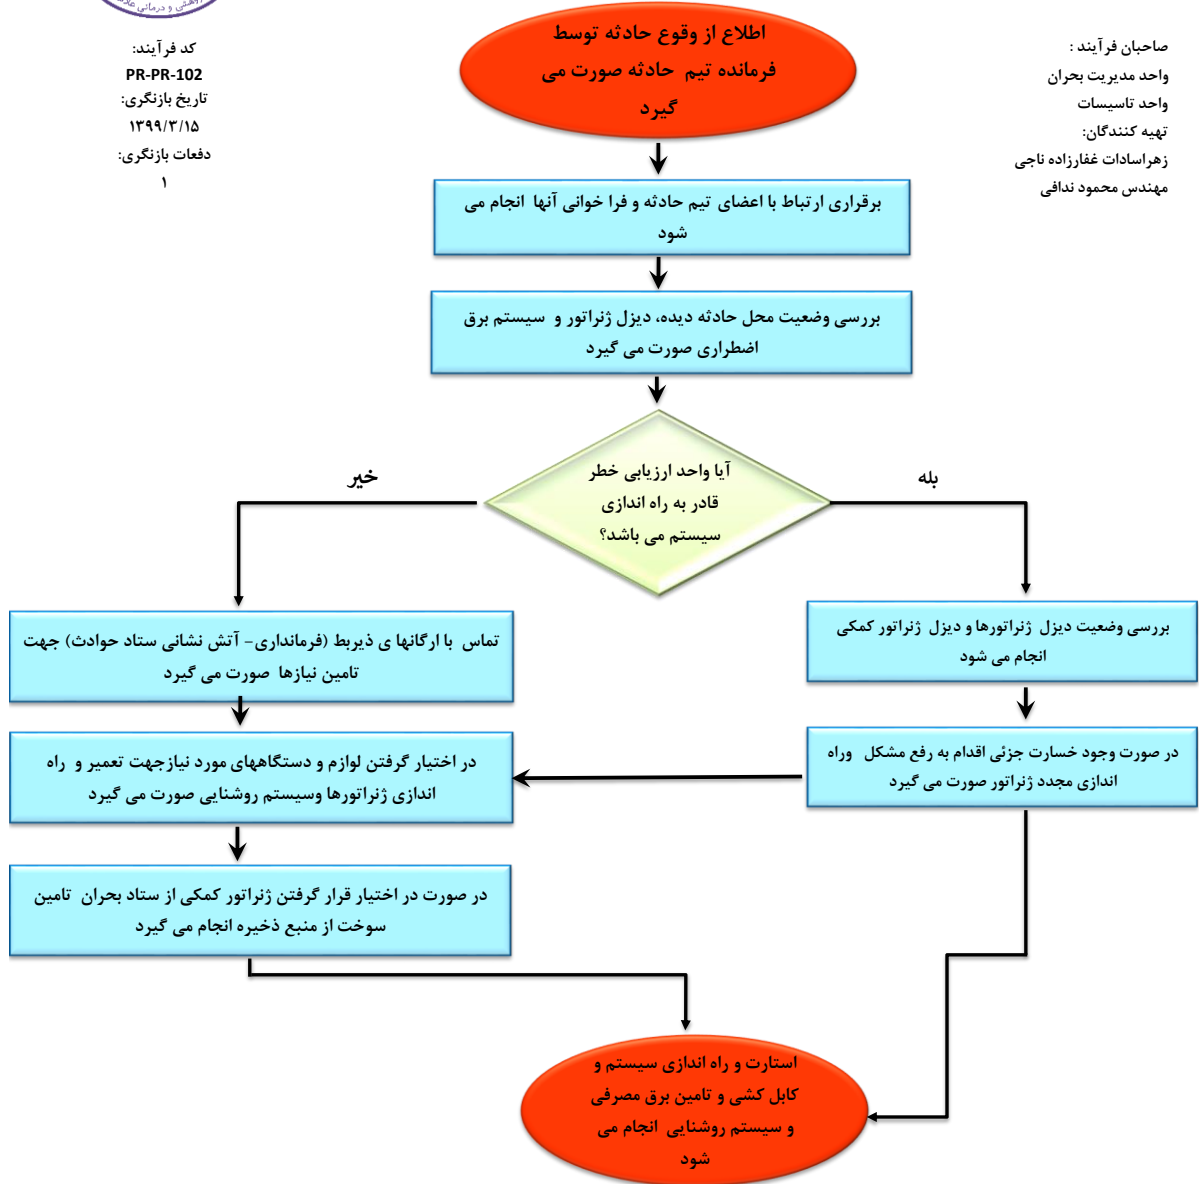 وهشی و درمانی علا
کد فرآیند:
PR-PR-102
تاریخ بازنگری:
۱۳۹۹/۳/۱۵
دفعات بازنگری:
۱
صاحبان فرآیند :
واحد مدیریت بحران
واحد تاسیسات
تهیه کنندگان:
زهراسادات غفارزاده ناجی
مهندس محمود ندافی
اطلاع از وقوع حادثه توسط
فرمانده تیم حادثه صورت می
گیرد
برقراری ارتباط با اعضای تیم حادثه و فرا خوانی آنها انجام می
شود
بررسی وضعیت محل حادثه دیده، دیزل ژنراتور و سیستم برق
اضطراری صورت می گیرد
آیا واحد ارزیابی خطر
قادر به راه اندازی
سیستم می باشد؟
بله
خیر
بررسی وضعیت دیزل ژنراتورها و دیزل ژنراتور کمکی
انجام می شود
در صورت وجود خسارت جزئی اقدام به رفع مشکل وراه
اندازی مجدد ژنراتور صورت می گیرد
تماس با ارگانها ی ذیربط (فرمانداری- آتش نشانی ستاد حوادث) جهت
تامین نیازها صورت می گیرد
در اختیار گرفتن لوازم و دستگاههای مورد نیازجهت تعمیر و راه
اندازی ژنراتورها وسیستم روشنایی صورت می گیرد
در صورت در اختیار قرار گرفتن ژنراتور کمکی از ستاد بحران تامین
سوخت از منبع ذخیره انجام می گیرد
استارت و راه اندازی سیستم و
کابل کشی و تامین برق مصرفی
و سیستم روشنایی انجام می
شود